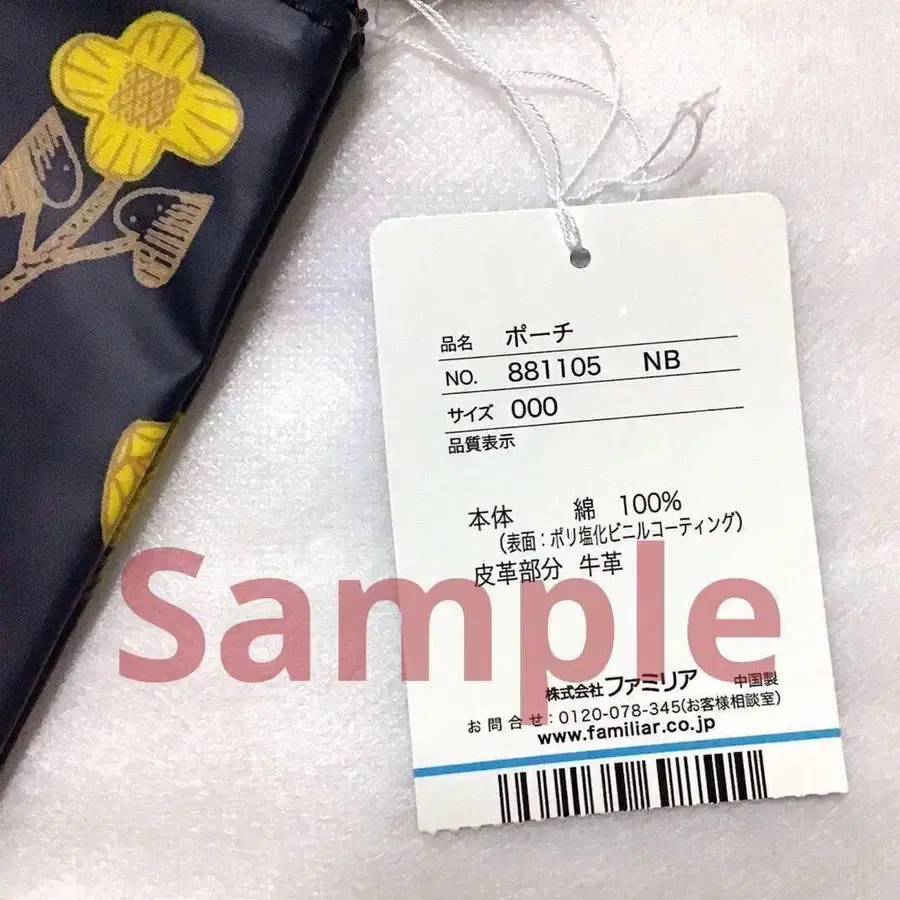 品名 ポーチ
NO. 881105 NB
サイズ 000
品質表示
本体 綿 100%
(表面:ポリ塩化ビニルコーティング)
皮革部分 牛革
Sample
株式会社ファミリア 中国製
お問合せ:0120-078-345(お客様相談室)
www.familiar.co.jp